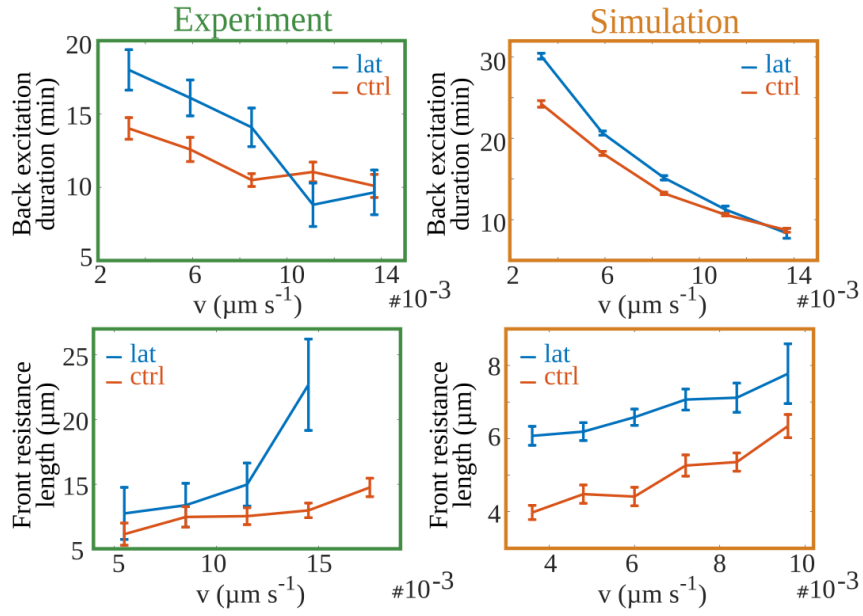 Experiment
Simulation
Back excitation
duration (min)
20
15
10
5
lat
ctrl
2 6 10 14
v (µm s⁻¹)
#10⁻³
Back excitation
duration (min)
30
20
10
lat
ctrl
2 6 10 14
v (µm s⁻¹)
#10⁻³
Front resistance
length (µm)
25
20
15
5
lat
ctrl
5 10 15
v (µm s⁻¹)
#10⁻³
Front resistance
length (µm)
8
6
4
lat
ctrl
4 6 8 10
v (µm s⁻¹)
#10⁻³